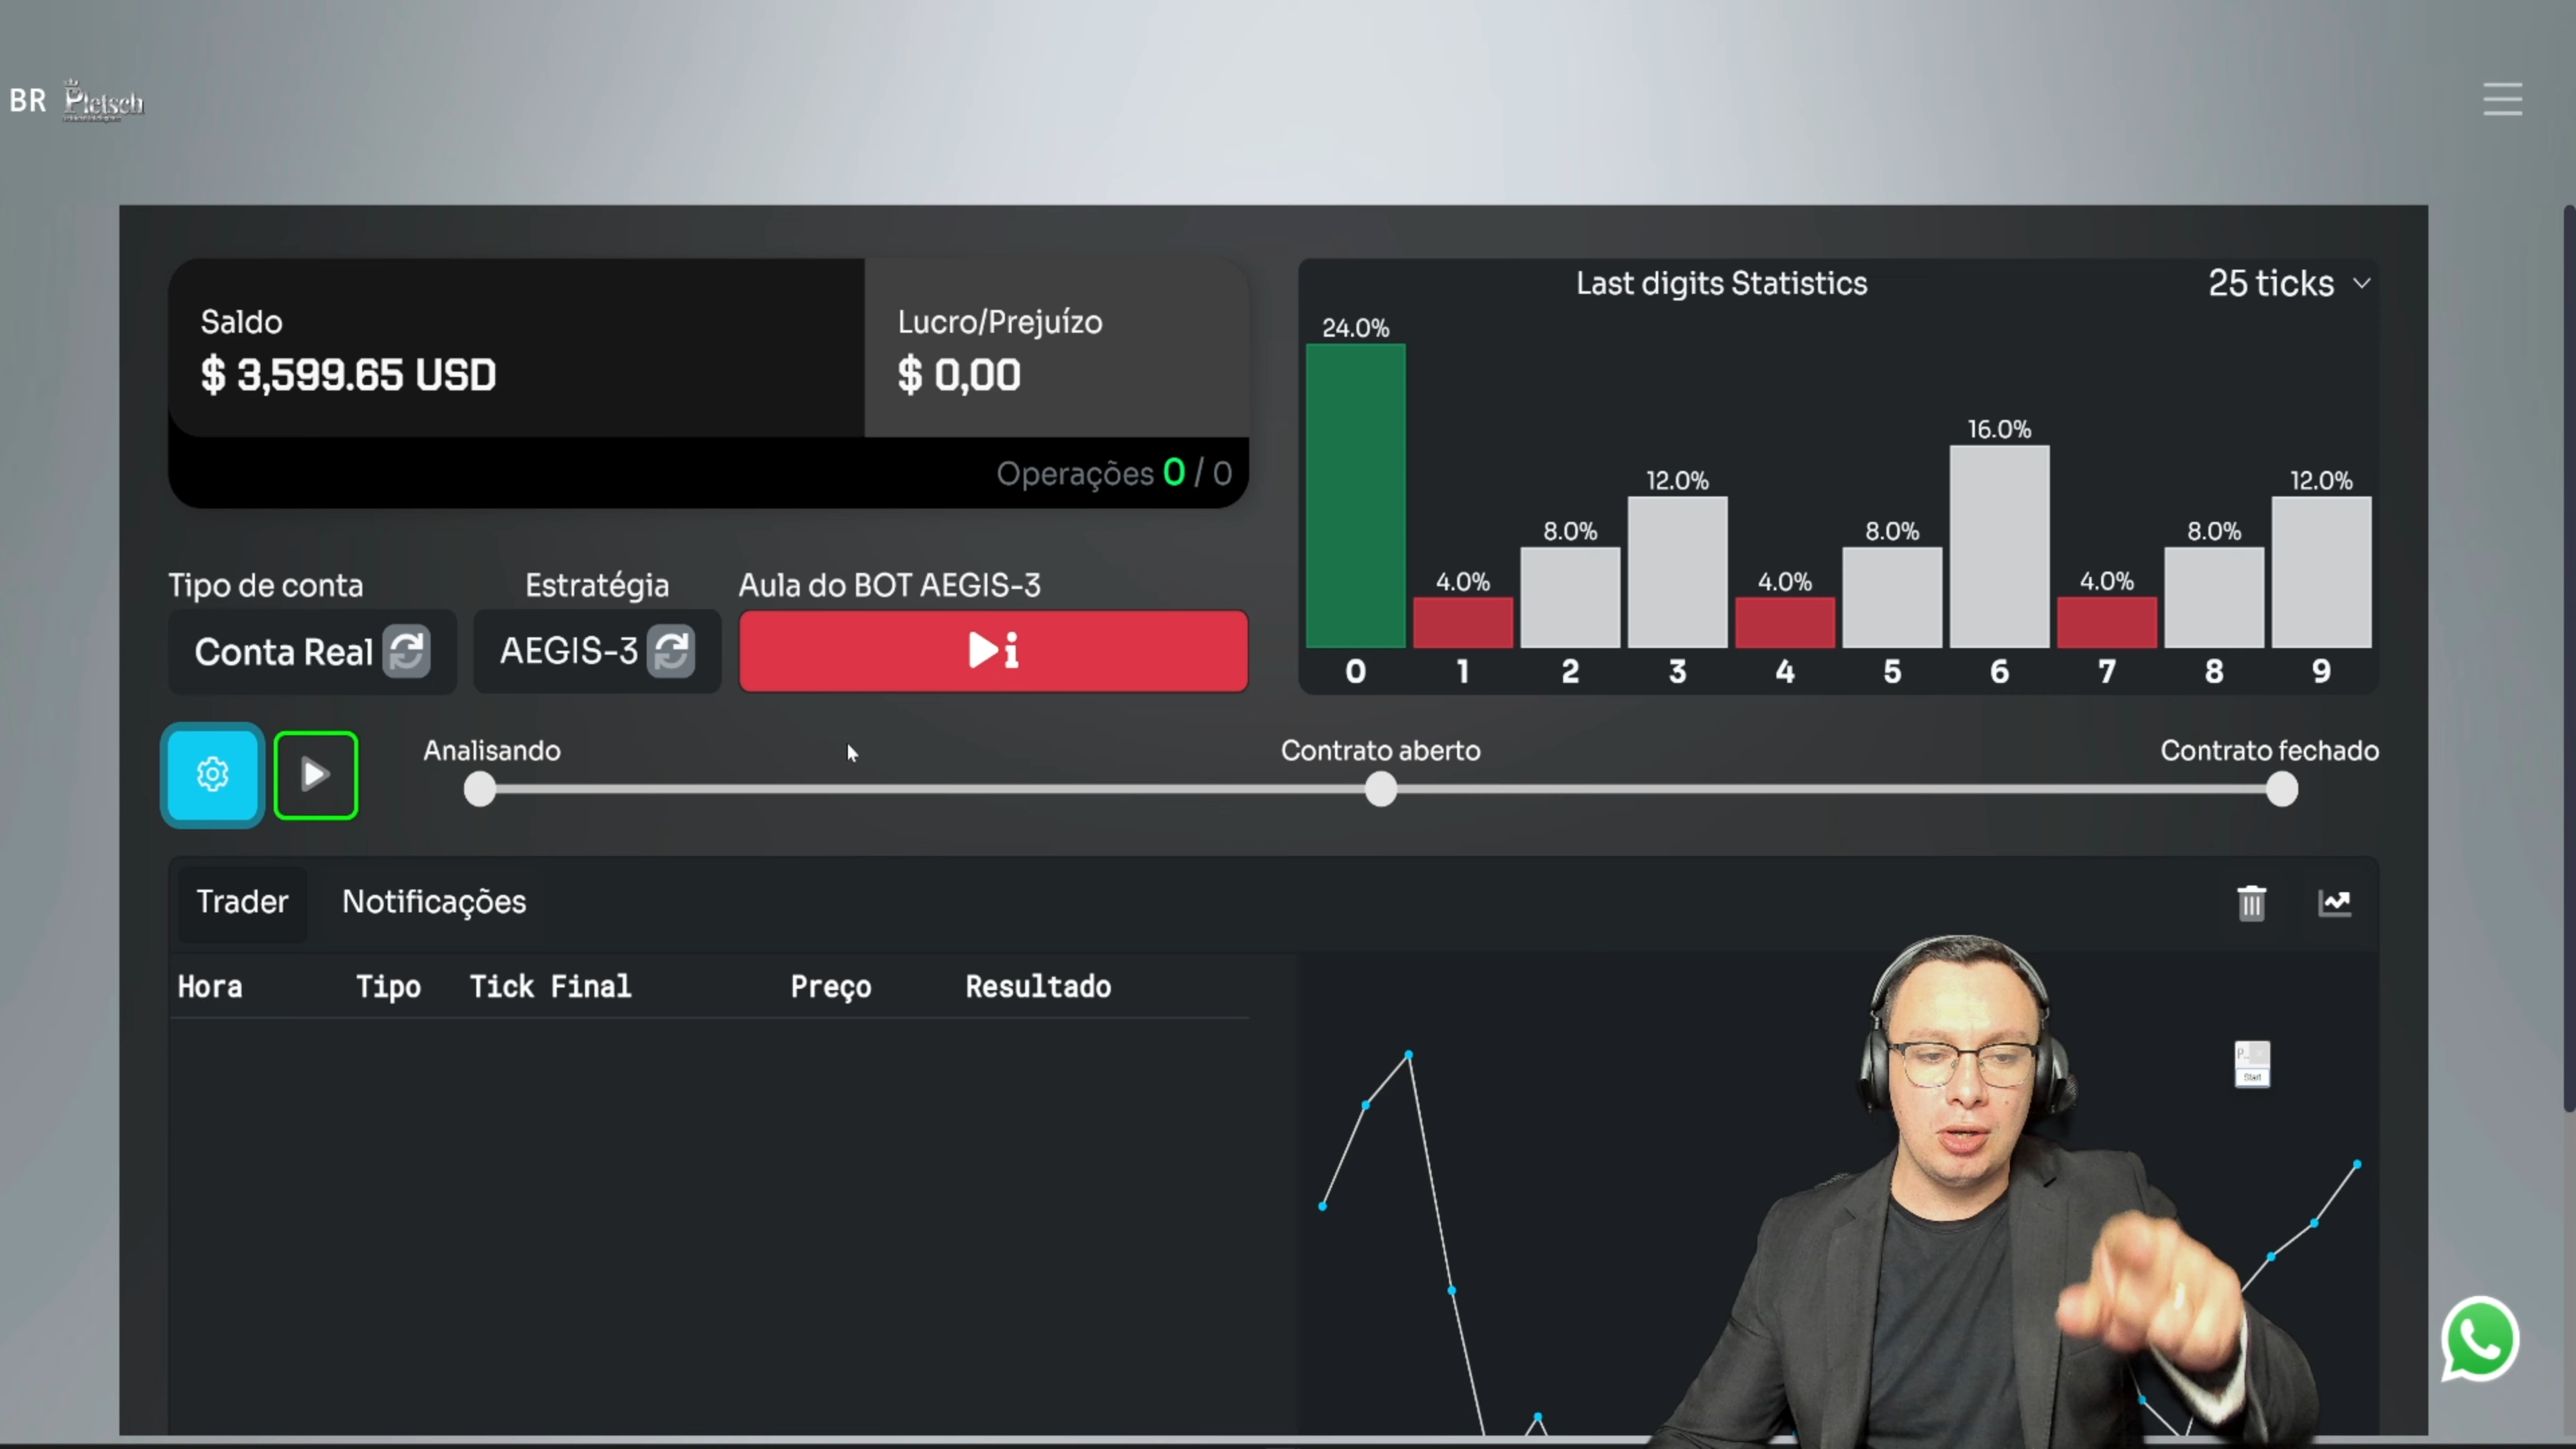 BR Pletsch
Saldo
$ 3,599.65 USD
Lucro/Prejuízo
$ 0,00
Operações 0 / 0
Last digits Statistics
25 ticks
24.0%
4.0%
8.0%
12.0%
4.0%
8.0%
16.0%
4.0%
8.0%
12.0%
0 1 2 3 4 5 6 7 8 9
Tipo de conta
Conta Real
Estratégia
AEGIS-3
Aula do BOT AEGIS-3
Analisando
Contrato aberto
Contrato fechado
Trader
Notificações
Hora Tipo Tick Final Preço Resultado
P...
Start